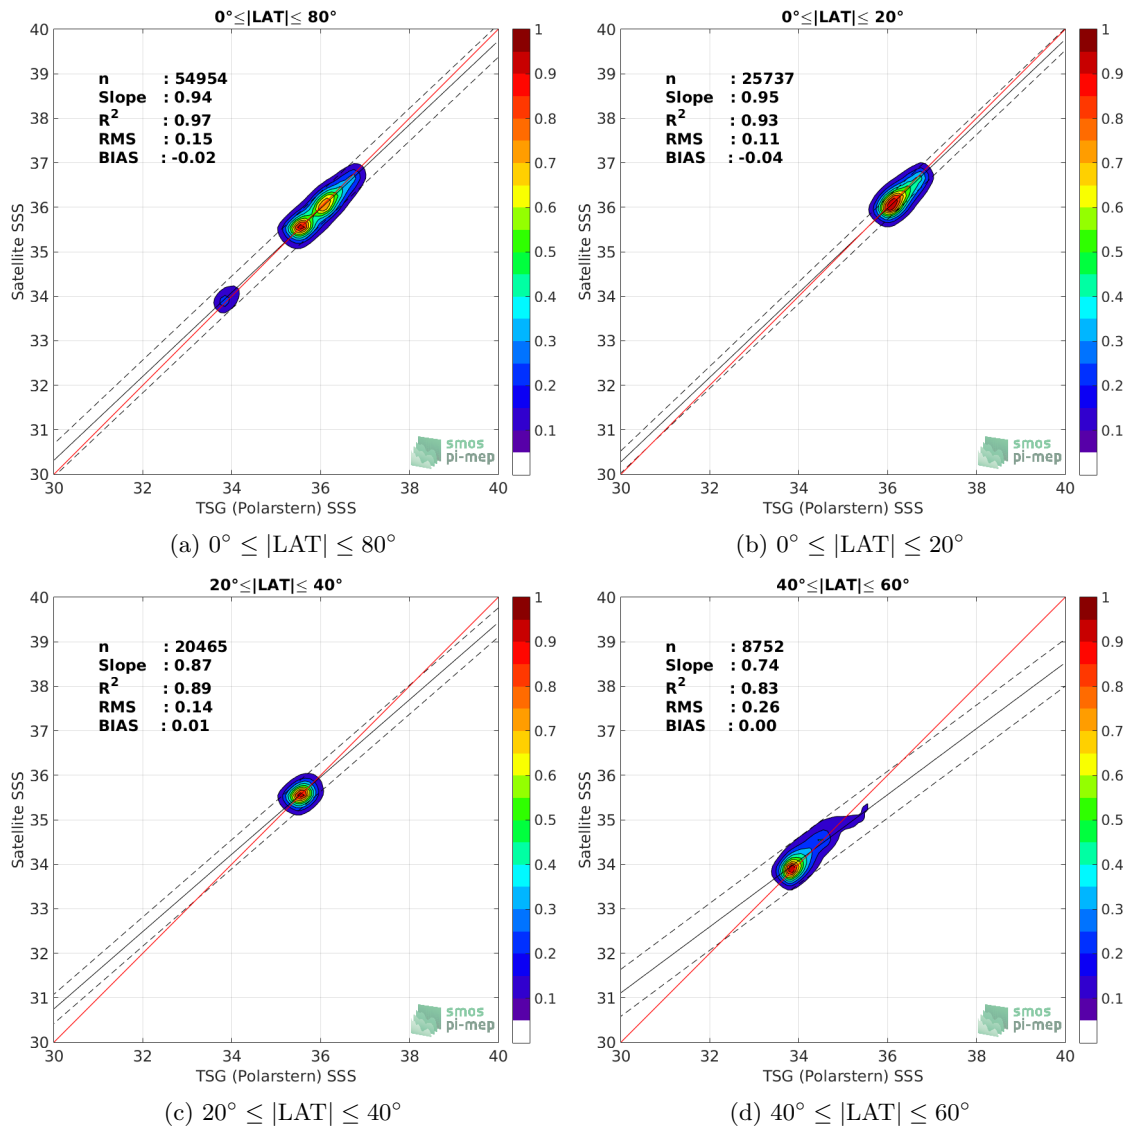 0°≤|LAT|≤ 80°
n : 54954
Slope : 0.94
R2 : 0.97
RMS : 0.15
BIAS : -0.02
40
39
38
37
36
35
34
33
32
31
30
Satellite SSS
30 32 34 36 38 40
TSG (Polarstern) SSS
smos
pi-mep
1
0.9
0.8
0.7
0.6
0.5
0.4
0.3
0.2
0.1
(a) 0° ≤ |LAT| ≤ 80°
0°≤|LAT|≤ 20°
n : 25737
Slope : 0.95
R2 : 0.93
RMS : 0.11
BIAS : -0.04
40
39
38
37
36
35
34
33
32
31
30
Satellite SSS
30 32 34 36 38 40
TSG (Polarstern) SSS
smos
pi-mep
1
0.9
0.8
0.7
0.6
0.5
0.4
0.3
0.2
0.1
(b) 0° ≤ |LAT| ≤ 20°
20°≤|LAT|≤ 40°
n : 20465
Slope : 0.87
R2 : 0.89
RMS : 0.14
BIAS : 0.01
40
39
38
37
36
35
34
33
32
31
30
Satellite SSS
30 32 34 36 38 40
TSG (Polarstern) SSS
smos
pi-mep
1
0.9
0.8
0.7
0.6
0.5
0.4
0.3
0.2
0.1
(c) 20° ≤ |LAT| ≤ 40°
40°≤|LAT|≤ 60°
n : 8752
Slope : 0.74
R2 : 0.83
RMS : 0.26
BIAS : 0.00
40
39
38
37
36
35
34
33
32
31
30
Satellite SSS
30 32 34 36 38 40
TSG (Polarstern) SSS
smos
pi-mep
1
0.9
0.8
0.7
0.6
0.5
0.4
0.3
0.2
0.1
(d) 40° ≤ |LAT| ≤ 60°